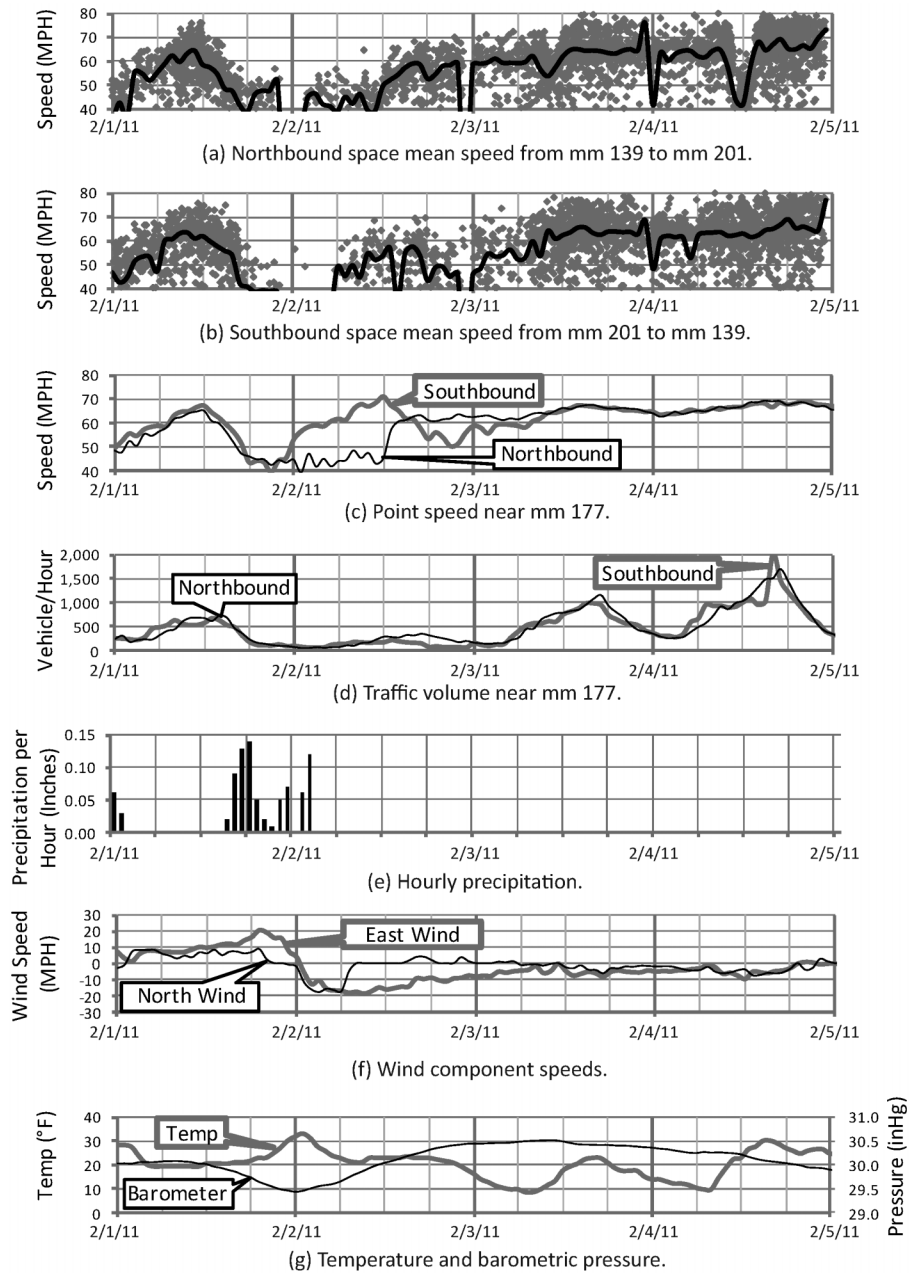 Speed (MPH)
80
70
60
50
40
2/1/11 2/2/11 2/3/11 2/4/11 2/5/11
(a) Northbound space mean speed from mm 139 to mm 201.
Speed (MPH)
80
70
60
50
40
2/1/11 2/2/11 2/3/11 2/4/11 2/5/11
(b) Southbound space mean speed from mm 201 to mm 139.
Speed (MPH)
80
70
60
50
40
Southbound
Northbound
2/1/11 2/2/11 2/3/11 2/4/11 2/5/11
(c) Point speed near mm 177.
Vehicle/Hour
2,000
1,500
1,000
500
0
Northbound
Southbound
2/1/11 2/2/11 2/3/11 2/4/11 2/5/11
(d) Traffic volume near mm 177.
Precipitation per
Hour (Inches)
0.15
0.10
0.05
0.00
2/1/11 2/2/11 2/3/11 2/4/11 2/5/11
(e) Hourly precipitation.
Wind Speed
(MPH)
30
20
10
0
-10
-20
-30
East Wind
North Wind
2/1/11 2/2/11 2/3/11 2/4/11 2/5/11
(f) Wind component speeds.
Temp (°F)
40
30
20
10
0
Temp
Barometer
31.0
30.5
30.0
29.5
29.0
Pressure (inHg)
2/1/11 2/2/11 2/3/11 2/4/11 2/5/11
(g) Temperature and barometric pressure.